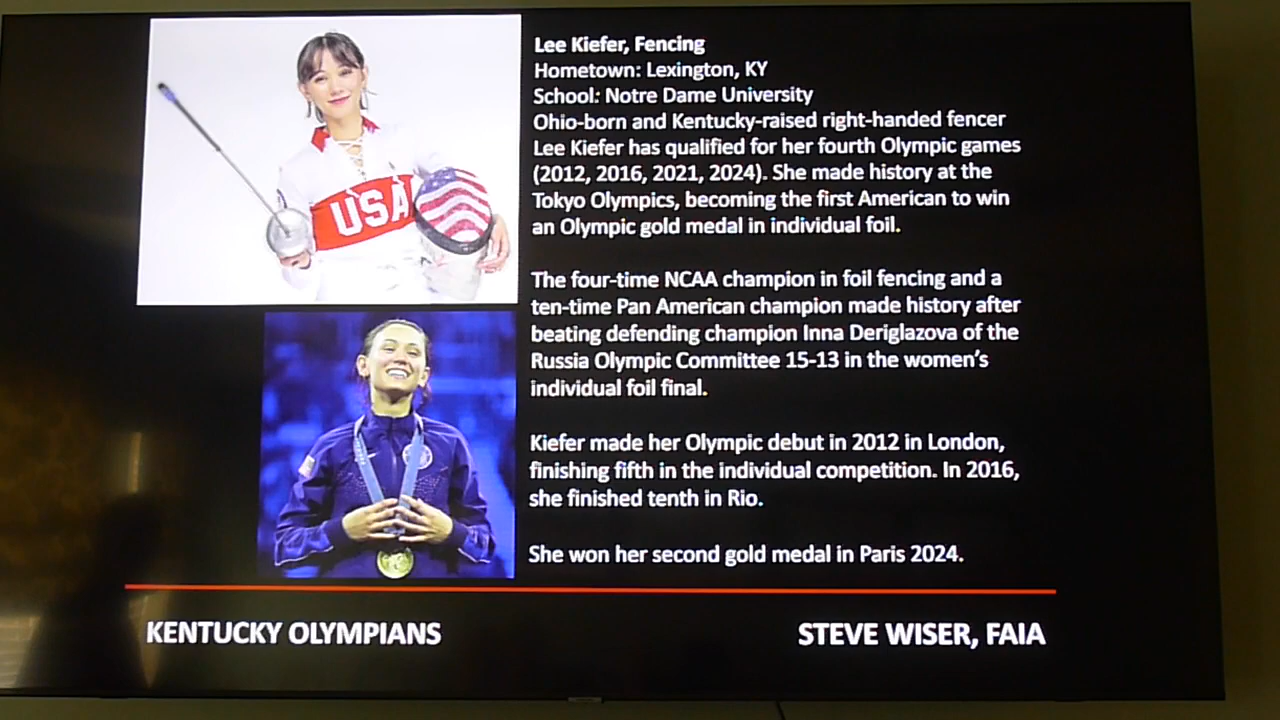 Lee Kiefer, Fencing
Hometown: Lexington, KY
School: Notre Dame University
Ohio-born and Kentucky-raised right-handed fencer
Lee Kiefer has qualified for her fourth Olympic games
(2012, 2016, 2021, 2024). She made history at the
Tokyo Olympics, becoming the first American to win
an Olympic gold medal in individual foil.
The four-time NCAA champion in foil fencing and a
ten-time Pan American champion made history after
beating defending champion Inna Deriglazova of the
Russia Olympic Committee 15-13 in the women's
individual foil final.
Kiefer made her Olympic debut in 2012 in London,
finishing fifth in the individual competition. In 2016,
she finished tenth in Rio.
She won her second gold medal in Paris 2024.
USA
KENTUCKY OLYMPIANS
STEVE WISER, FAIA